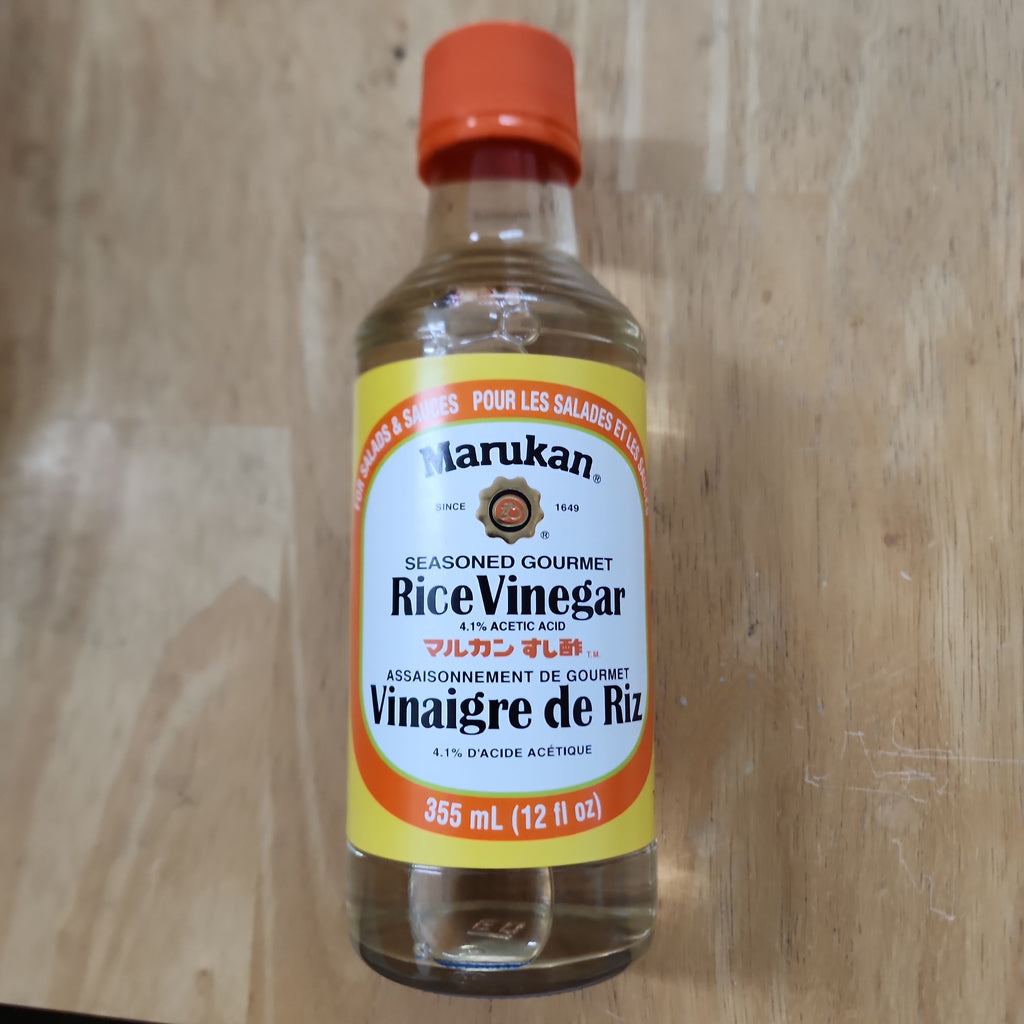 FOR SALADS & SAUCES POUR LES SALADES ET LES
Marukan®
SINCE 1649
®
SEASONED GOURMET
Rice Vinegar
4.1% ACETIC ACID
マルカン すし酢 T.M.
ASSAISONNEMENT DE GOURMET
Vinaigre de Riz
4.1% D'ACIDE ACÉTIQUE
355 mL (12 fl oz)